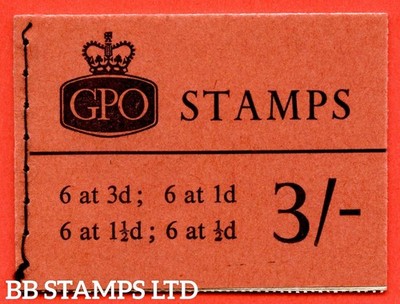 GPO STAMPS
6 at 3d; 6 at 1d
6 at 1½d; 6 at ½d 3/-
BB STAMPS LTD